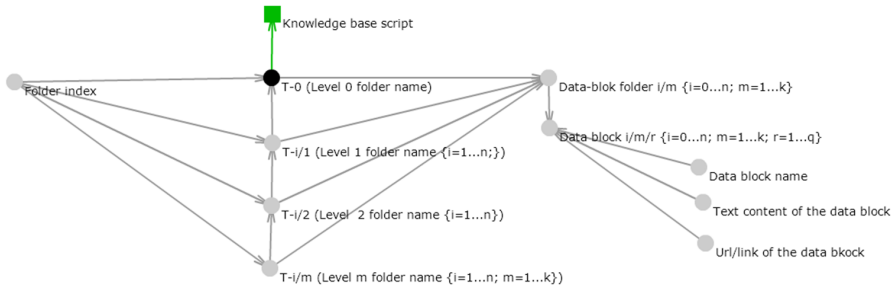 Knowledge base script
Folder index
T-0 (Level 0 folder name)
Data-blok folder i/m {i=0...n; m=1...k}
T-i/1 (Level 1 folder name {i=1...n;})
Data block i/m/r {i=0...n; m=1...k; r=1...q}
Data block name
T-i/2 (Level  2 folder name {i=1...n})
Text content of the data block
Url/link of the data bkock
T-i/m (Level m folder name {i=1...n; m=1...k})